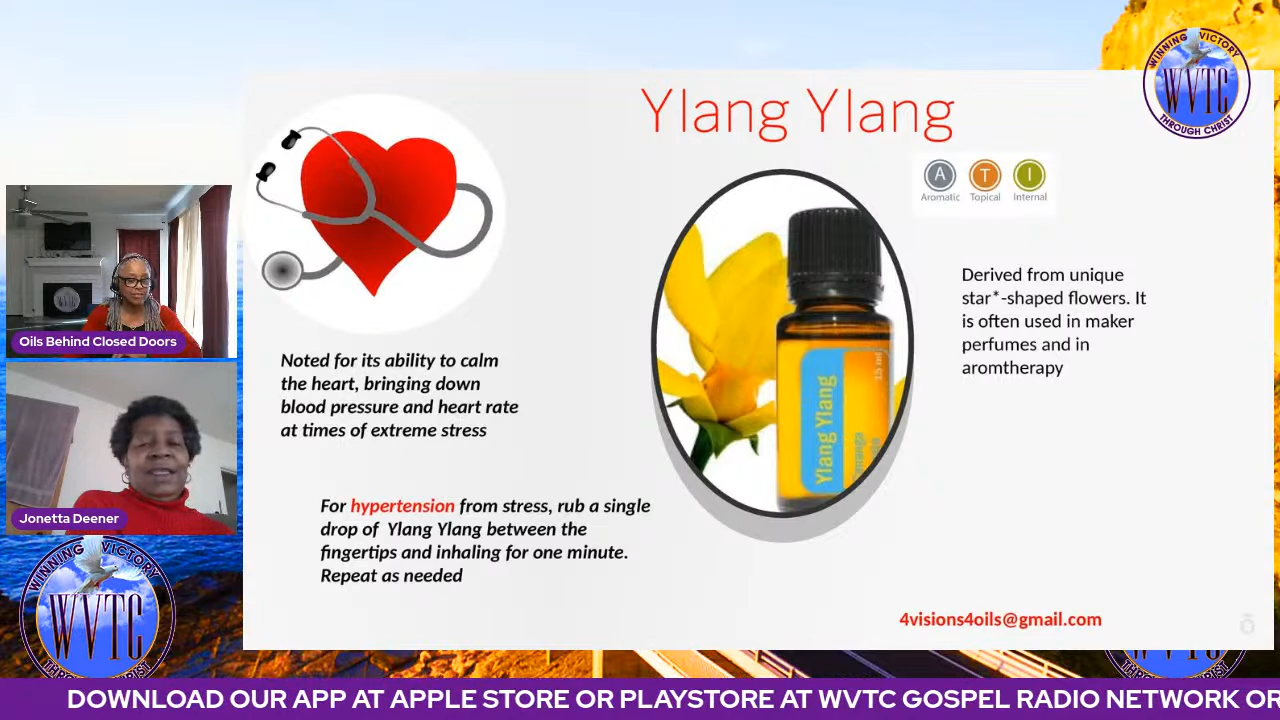 Ylang Ylang
WINNING VICTORY
WVTC
THROUGH CHRIST
A T I
Aromatic Topical Internal
Derived from unique
star*-shaped flowers. It
is often used in maker
perfumes and in
aromtherapy
Ylang Ylang
15 ml
Noted for its ability to calm
the heart, bringing down
blood pressure and heart rate
at times of extreme stress
For hypertension from stress, rub a single
drop of Ylang Ylang between the
fingertips and inhaling for one minute.
Repeat as needed
4visions4oils@gmail.com
Oils Behind Closed Doors
Jonetta Deener
WINNING VICTORY
WVTC
DOWNLOAD OUR APP AT APPLE STORE OR PLAYSTORE AT WVTC GOSPEL RADIO NETWORK OR